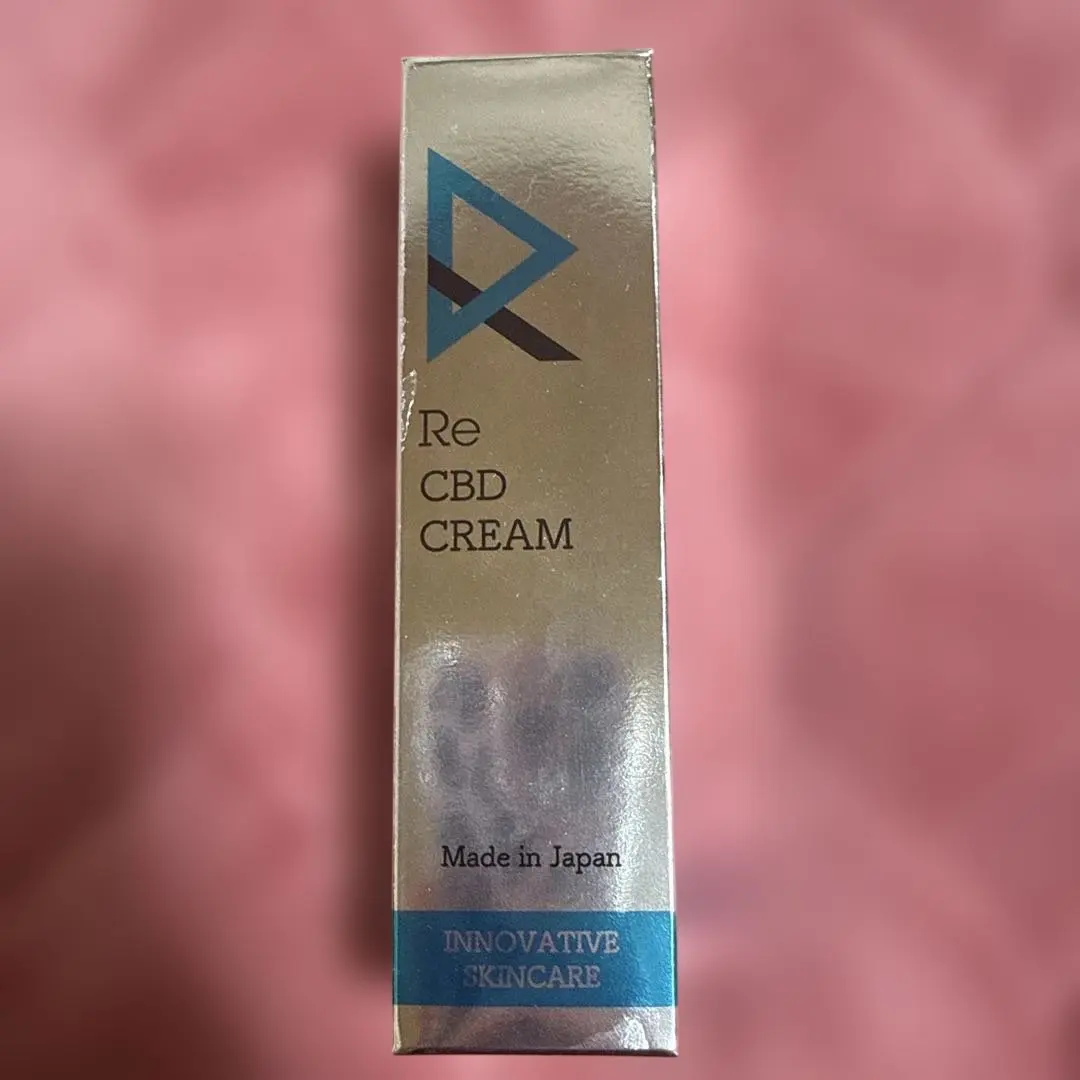 Re
CBD
CREAM
Made in Japan
INNOVATIVE
SKINCARE